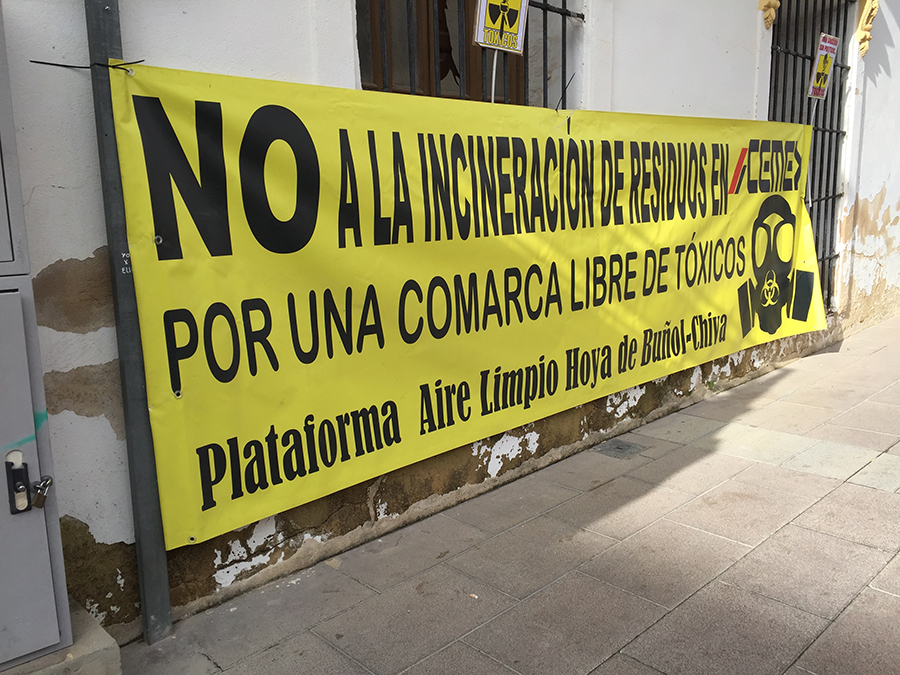 TÓXICOS
NO A LA INCINERACIÓN DE RESIDUOS EN CEMEX
POR UNA COMARCA LIBRE DE TÓXICOS
Plataforma Aire Limpio Hoya de Buñol-Chiva